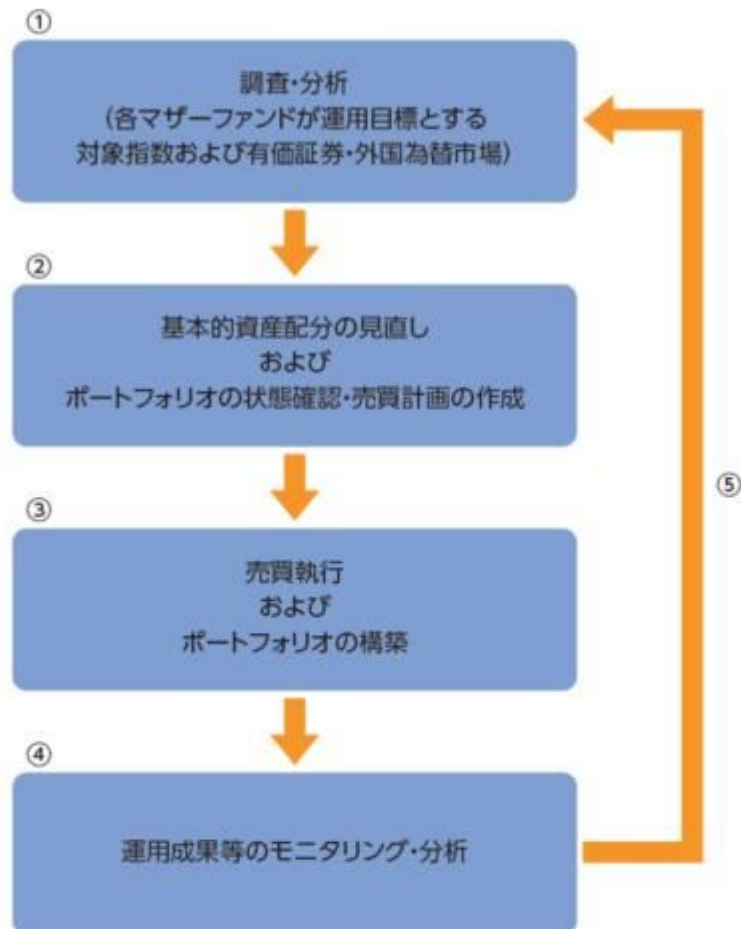 ①
調査・分析
(各マザーファンドが運用目標とする
対象指数および有価証券・外国為替市場)
②
基本的資産配分の見直し
および
ポートフォリオの状態確認・売買計画の作成
③
売買執行
および
ポートフォリオの構築
④
運用成果等のモニタリング・分析
⑤